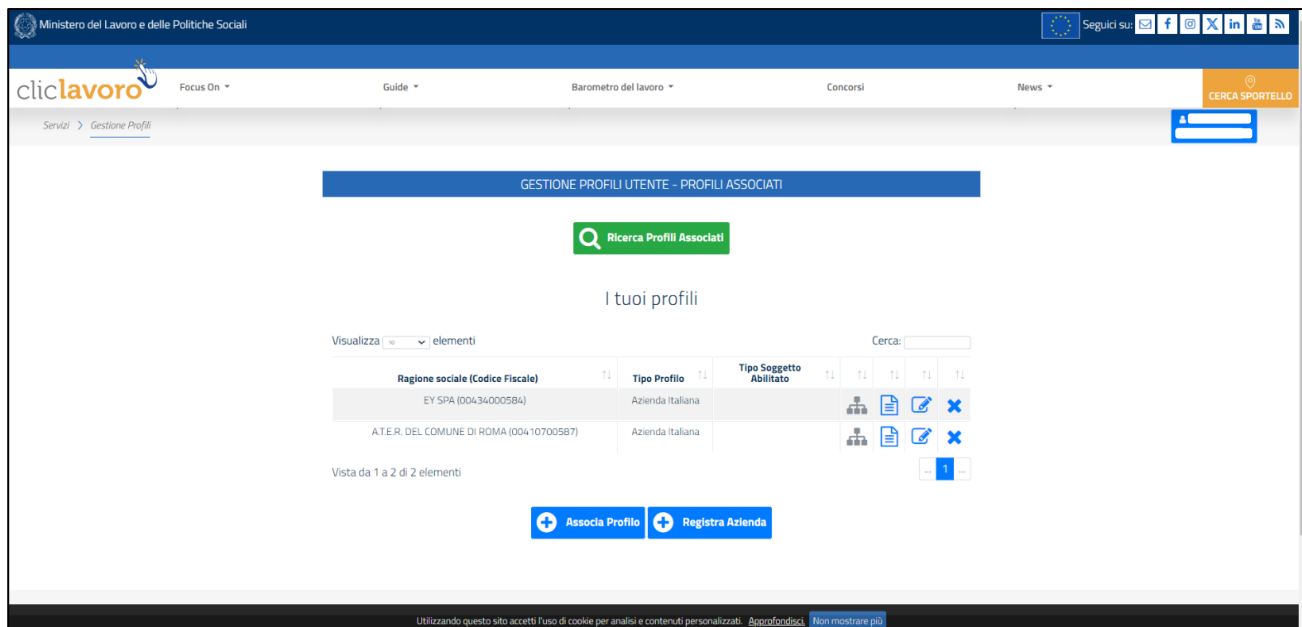 Ministero del Lavoro e delle Politiche Sociali
Seguici su:
cliclavoro
Focus On
Guide
Barometro del lavoro
Concorsi
News
CERCA SPORTELLO
Servizi > Gestione Profili
GESTIONE PROFILI UTENTE - PROFILI ASSOCIATI
Ricerca Profili Associati
I tuoi profili
Visualizza 10 elementi
Cerca:
Ragione sociale (Codice Fiscale)
Tipo Profilo
Tipo Soggetto
Abilitato
EY SPA (00434000584)
Azienda Italiana
A.T.E.R. DEL COMUNE DI ROMA (00410700587)
Azienda Italiana
Vista da 1 a 2 di 2 elementi
... 1 ...
Associa Profilo
Registra Azienda
Utilizzando questo sito accetti l'uso di cookie per analisi e contenuti personalizzati. Approfondisci. Non mostrare più